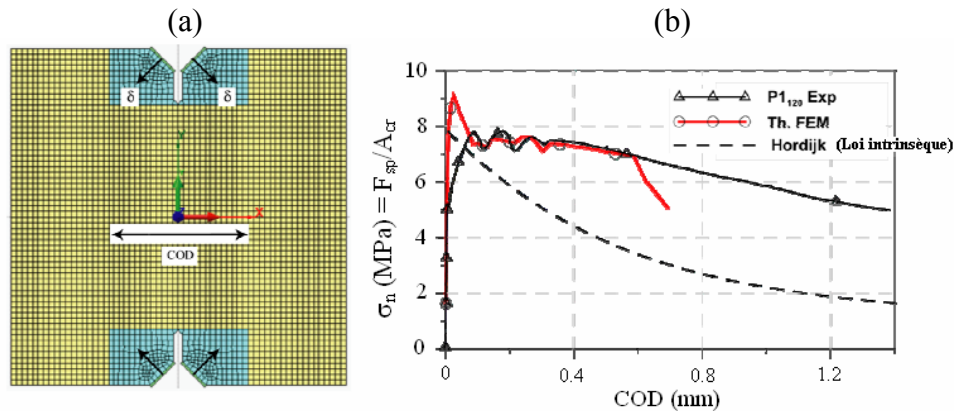 (a)
(b)
δ
δ
Y
X
COD
10
8
6
4
2
0
σn (MPa) = Fsp/Acr
P1120 Exp
Th. FEM
Hordijk (Loi intrinsèque)
0
0.4
0.8
1.2
COD (mm)